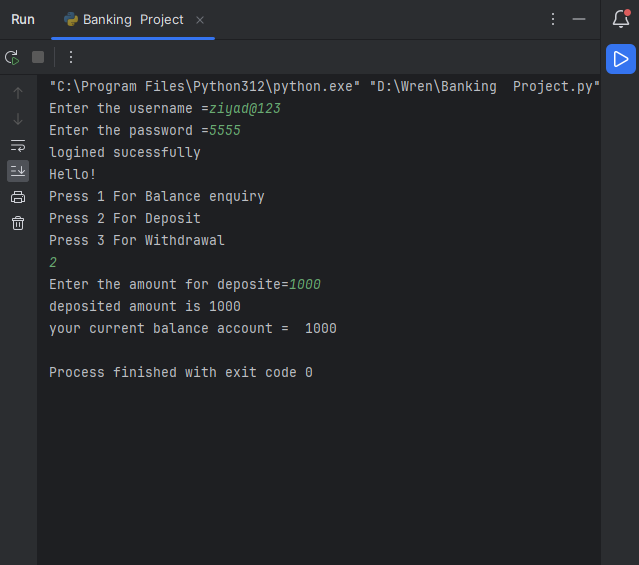 Run Banking  Project
"C:\Program Files\Python312\python.exe" "D:\Wren\Banking  Project.py"
Enter the username =ziyad@123
Enter the password =5555
logined sucessfully
Hello!
Press 1 For Balance enquiry
Press 2 For Deposit
Press 3 For Withdrawal
2
Enter the amount for deposite=1000
deposited amount is 1000
your current balance account =  1000
Process finished with exit code 0